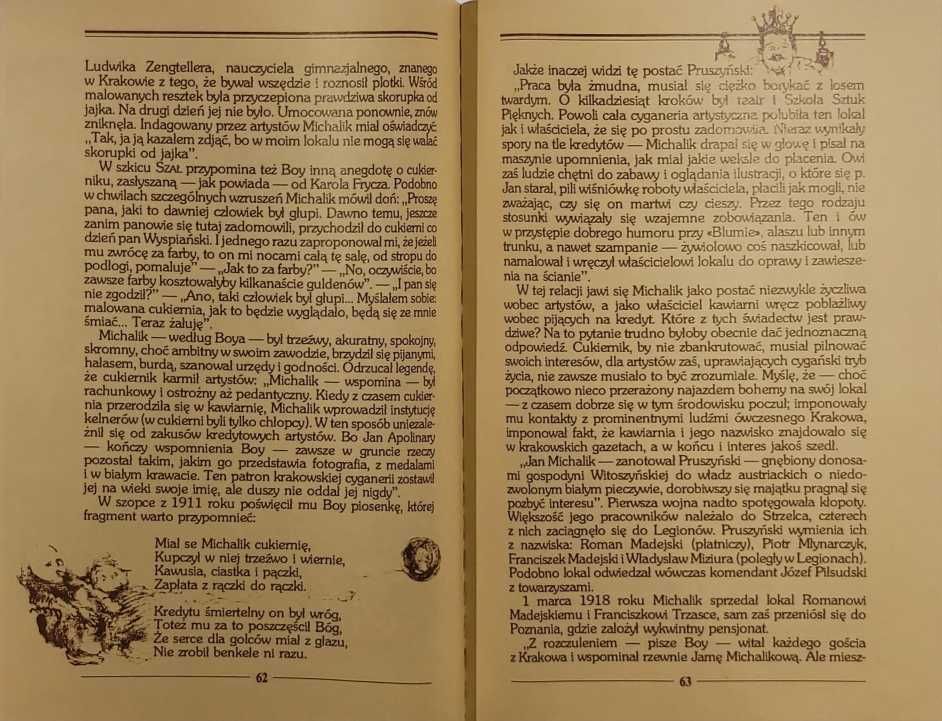 Ludwika Zengtellera, nauczyciela gimnazjalnego, znanego
w Krakowie z tego, że bywał wszędzie i roznosił plotki. Wśród
malowanych resztek była przyczepiona prawdziwa skorupka od
jajka. Na drugi dzień jej nie było. Umocowana ponownie, znów
zniknęła. Indagowany przez artystów Michalik miał oświadczyć:
„Tak, ja ją kazałem zdjąć, bo w moim lokalu nie mogą się walać
skorupki od jajka”.
W szkicu SZAŁ przypomina też Boy inną anegdotę o cukier-
niku, zasłyszaną — jak powiada — od Karola Frycza. Podobno
w chwilach szczególnych wzruszeń Michalik mówił doń: „Proszę
pana, jaki to dawniej człowiek był głupi. Dawno temu, jeszcze
zanim panowie się tutaj zadomowili, przychodził do cukierni co
dzień pan Wyspiański. I jednego razu zaproponował mi, że jeżeli
mu zwrócę za farby, to on mi nocami całą tę salę, od stropu do
podłogi, pomaluje” — „Jak to za farby?” — „No, oczywiście, bo
zawsze farby kosztowałyby kilkanaście guldenów”. — „I pan się
nie zgodził?” — „Ano, taki człowiek był głupi... Myślałem sobie:
malowana cukiernia, jak to będzie wyglądało, będą się ze mnie
śmiać... Teraz żałuję”.
Michalik — według Boya — był trzeźwy, akuratny, spokojny,
skromny, choć ambitny w swoim zawodzie, brzydził się pijanymi,
hałasem, burdą, szanował urzędy i godności. Odrzucał legendę,
że cukiernik karmił artystów: „Michalik — wspomina — był
rachunkowy i ostrożny aż pedantyczny. Kiedy z czasem cukier-
nia przerodziła się w kawiarnię, Michalik wprowadził instytucję
kelnerów (w cukierni byli tylko chłopcy). W ten sposób uniezale-
żnił się od zakusów kredytowych artystów. Bo Jan Apolinary
— kończy wspomnienia Boy — zawsze w gruncie rzeczy
pozostał takim, jakim go przedstawia fotografia, z medalami
i w białym krawacie. Ten patron krakowskiej cyganerii zostawił
jej na wieki swoje imię, ale duszy nie oddał jej nigdy”.
W szopce z 1911 roku poświęcił mu Boy piosenkę, której
fragment warto przypomnieć:
Miał se Michalik cukiernię,
Kupczył w niej trzeźwo i wiernie,
Kawusia, ciastka i pączki,
Zapłata z rączki do rączki.
Kredytu śmiertelny on był wróg,
Toteż mu za to poszczęścił Bóg,
Że serce dla golców miał z głazu,
Nie zrobił benkele ni razu.
62
Jakże inaczej widzi tę postać Pruszyński:
„Praca była żmudna, musiał się ciężko borykać z losem
twardym. O kilkadziesiąt kroków był teatr i Szkoła Sztuk
Pięknych. Powoli cała cyganeria artystyczna polubiła ten lokal
jak i właściciela, że się po prostu zadomowiła. Nieraz wynikały
spory na tle kredytów — Michalik drapał się w głowę i pisał na
maszynie upomnienia, jak miał jakie weksle do płacenia. Owi
zaś ludzie chętni do zabawy i oglądania ilustracji, o które się p.
Jan starał, pili wiśniówkę roboty właściciela, płacili jak mogli, nie
zważając, czy się on martwi czy cieszy. Przez tego rodzaju
stosunki wywiązały się wzajemne zobowiązania. Ten i ów
w przystępie dobrego humoru przy «Blumie», alaszu lub innym
trunku, a nawet szampanie — żywiołowo coś naszkicował, lub
namalował i wręczył właścicielowi lokalu do oprawy i zawiesze-
nia na ścianie”.
W tej relacji jawi się Michalik jako postać niezwykle życzliwa
wobec artystów, a jako właściciel kawiarni wręcz pobłażliwy
wobec pijących na kredyt. Które z tych świadectw jest praw-
dziwe? Na to pytanie trudno byłoby obecnie dać jednoznaczną
odpowiedź. Cukiernik, by nie zbankrutować, musiał pilnować
swoich interesów, dla artystów zaś, uprawiających cygański tryb
życia, nie zawsze musiało to być zrozumiałe. Myślę, że — choć
początkowo nieco przerażony najazdem bohemy na swój lokal
— z czasem dobrze się w tym środowisku poczuł; imponowały
mu kontakty z prominentnymi ludźmi ówczesnego Krakowa,
imponował fakt, że kawiarnia i jego nazwisko znajdowało się
w krakowskich gazetach, a w końcu i interes jakoś szedł.
„Jan Michalik — zanotował Pruszyński — gnębiony donosa-
mi gospodyni Witoszyńskiej do władz austriackich o niedo-
zwolonym białym pieczywie, dorobiwszy się majątku pragnął się
pozbyć interesu”. Pierwsza wojna nadto spotęgowała kłopoty.
Większość jego pracowników należało do Strzelca, czterech
z nich zaciągnęło się do Legionów. Pruszyński wymienia ich
z nazwiska: Roman Madejski (płatniczy), Piotr Młynarczyk,
Franciszek Madejski i Władysław Miziura (poległy w Legionach).
Podobno lokal odwiedzał wówczas komendant Józef Piłsudski
z towarzyszami.
1 marca 1918 roku Michalik sprzedał lokal Romanowi
Madejskiemu i Franciszkowi Trzasce, sam zaś przeniósł się do
Poznania, gdzie założył wykwintny pensjonat.
„Z rozczuleniem — pisze Boy — witał każdego gościa
z Krakowa i wspominał rzewnie Jamę Michalikową. Ale miesz-
63